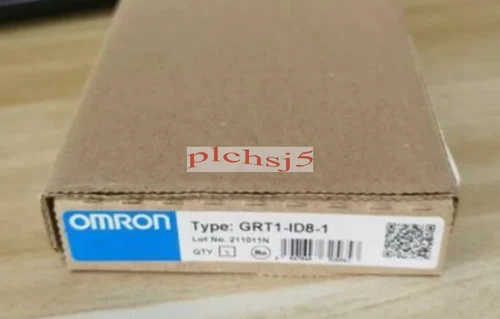 plchsj5
OMRON
Type: GRT1-ID8-1
Lot No. 211011N
QTY 1